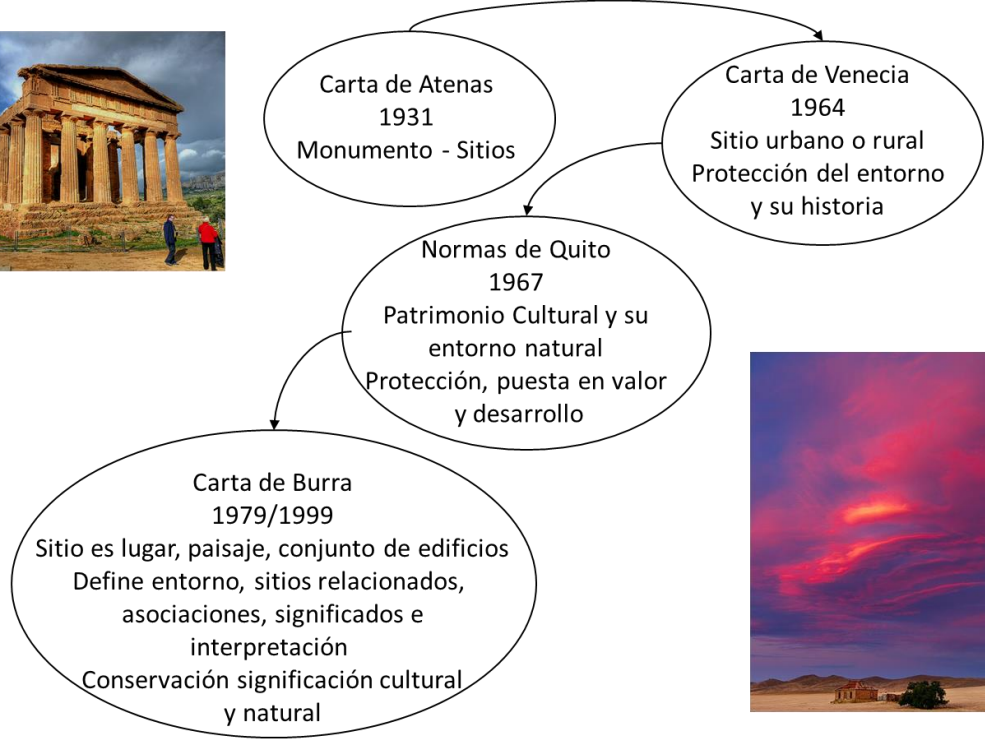 Carta de Atenas
1931
Monumento - Sitios
Carta de Venecia
1964
Sitio urbano o rural
Protección del entorno
y su historia
Normas de Quito
1967
Patrimonio Cultural y su
entorno natural
Protección, puesta en valor
y desarrollo
Carta de Burra
1979/1999
Sitio es lugar, paisaje, conjunto de edificios
Define entorno, sitios relacionados,
asociaciones, significados e
interpretación
Conservación significación cultural
y natural